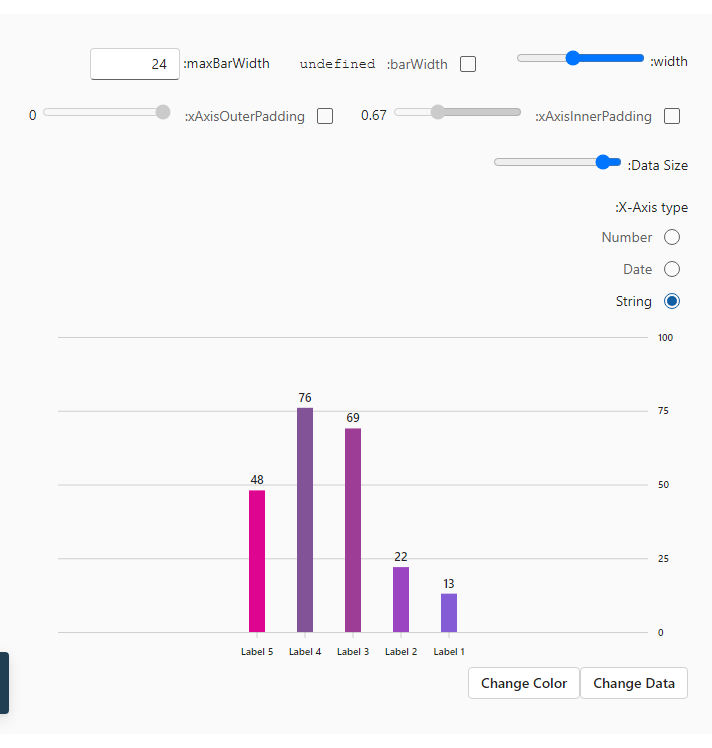 :width
undefined :barWidth
24 :maxBarWidth
:xAxisInnerPadding
0.67
:xAxisOuterPadding
0
:Data Size
:X-Axis type
Number
Date
String
100
75
50
25
0
48
76
69
22
13
Label 5 Label 4 Label 3 Label 2 Label 1
Change Color Change Data